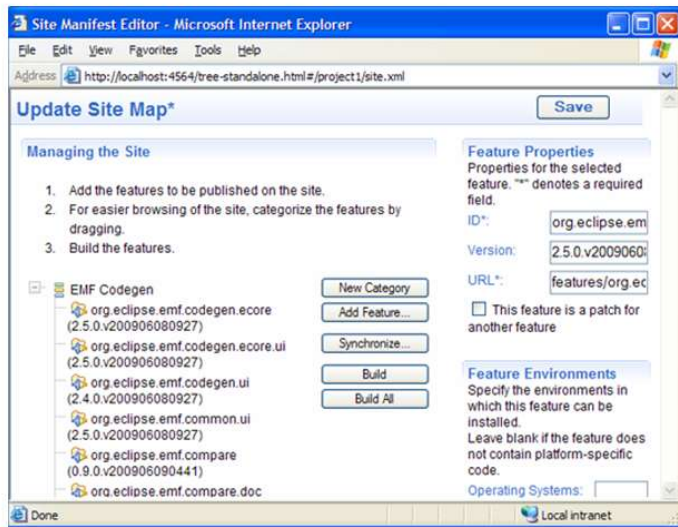 Site Manifest Editor - Microsoft Internet Explorer
File Edit View Favorites Tools Help
Address http://localhost:4564/tree-standalone.html#/project1/site.xml
Update Site Map*
Save
Managing the Site
1. Add the features to be published on the site.
2. For easier browsing of the site, categorize the features by
dragging.
3. Build the features.
EMF Codegen
org.eclipse.emf.codegen.ecore
(2.5.0.v200906080927)
org.eclipse.emf.codegen.ecore.ui
(2.5.0.v200906080927)
org.eclipse.emf.codegen.ui
(2.4.0.v200906080927)
org.eclipse.emf.common.ui
(2.5.0.v200906080927)
org.eclipse.emf.compare
(0.9.0.v200906090441)
org.eclipse.emf.compare.doc
New Category
Add Feature...
Synchronize...
Build
Build All
Feature Properties
Properties for the selected
feature. "*" denotes a required
field.
ID*: org.eclipse.em
Version: 2.5.0.v2009060
URL*: features/org.ec
This feature is a patch for
another feature
Feature Environments
Specify the environments in
which this feature can be
installed.
Leave blank if the feature does
not contain platform-specific
code.
Operating Systems:
Done
Local intranet